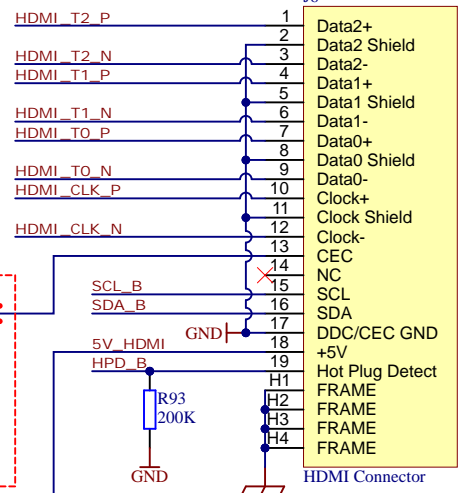 HDMI_T2_P 1 Data2+
2 Data2 Shield
HDMI_T2_N 3 Data2-
HDMI_T1_P 4 Data1+
5 Data1 Shield
HDMI_T1_N 6 Data1-
HDMI_T0_P 7 Data0+
8 Data0 Shield
HDMI_T0_N 9 Data0-
HDMI_CLK_P 10 Clock+
11 Clock Shield
HDMI_CLK_N 12 Clock-
13 CEC
14 NC
SCL_B 15 SCL
SDA_B 16 SDA
GND 17 DDC/CEC GND
5V_HDMI 18 +5V
HPD_B 19 Hot Plug Detect
H1 FRAME
H2 FRAME
H3 FRAME
H4 FRAME
R93
200K
GND
HDMI Connector